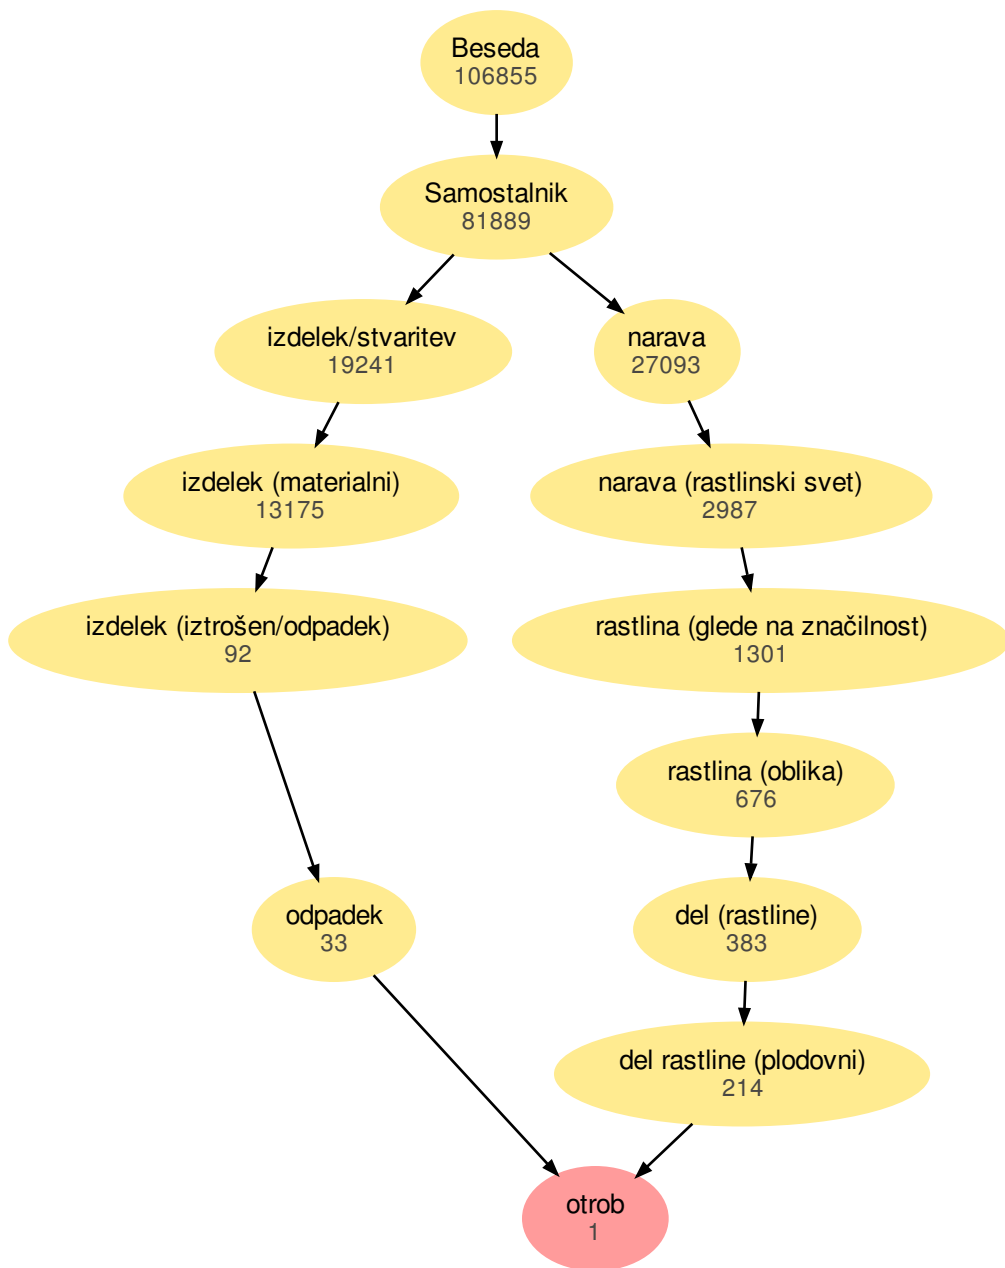 Beseda
106855
Samostalnik
81889
izdelek/stvaritev
19241
narava
27093
izdelek (materialni)
13175
narava (rastlinski svet)
2987
izdelek (iztrošen/odpadek)
92
rastlina (glede na značilnost)
1301
rastlina (oblika)
676
odpadek
33
del (rastline)
383
del rastline (plodovni)
214
otrob
1